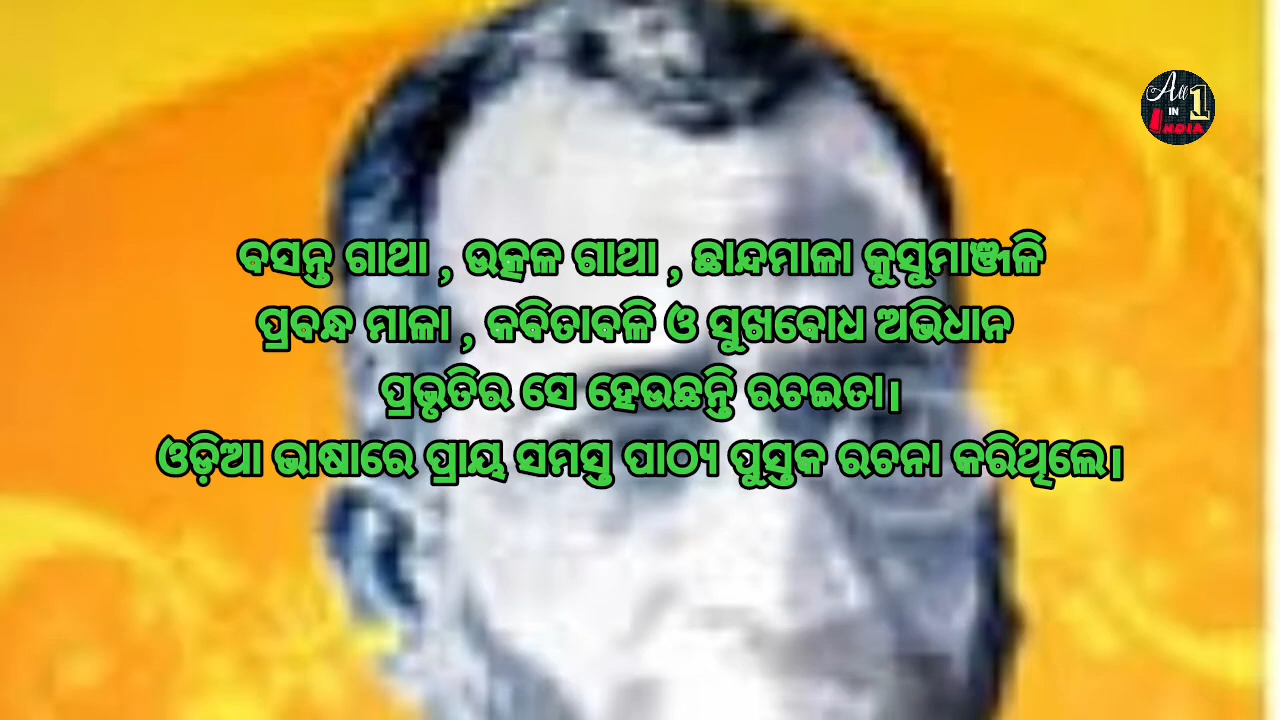 ବସନ୍ତ ଗାଥା , ଉତ୍କଳ ଗାଥା , ଛାନ୍ଦମାଳା କୁସୁମାଞ୍ଜଳି
ପ୍ରବନ୍ଧ ମାଳା , କବିତାବଳି ଓ ସୁଖବୋଧ ଅଭିଧାନ
ପ୍ରଭୃତିର ସେ ହେଉଛନ୍ତି ରଚଇତା।
ଓଡ଼ିଆ ଭାଷାରେ ପ୍ରାୟ ସମସ୍ତ ପାଠ୍ୟ ପୁସ୍ତକ ରଚନା କରିଥିଲେ।
All IN 1 INDIA